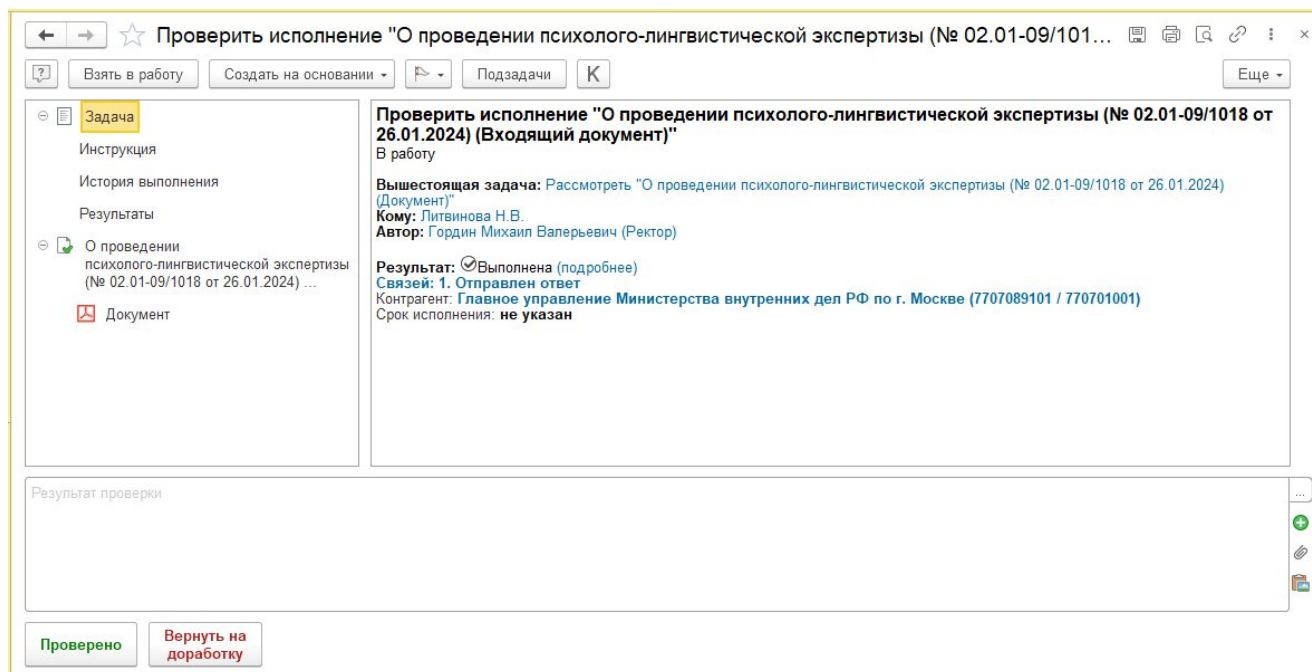 Проверить исполнение "О проведении психолого-лингвистической экспертизы (№ 02.01-09/101...
Взять в работу Создать на основании Подзадачи К Еще
Задача
Инструкция
История выполнения
Результаты
О проведении
психолого-лингвистической экспертизы
(№ 02.01-09/1018 от 26.01.2024) ...
Документ
Проверить исполнение "О проведении психолого-лингвистической экспертизы (№ 02.01-09/1018 от
26.01.2024) (Входящий документ)"
В работу
Вышестоящая задача: Рассмотреть "О проведении психолого-лингвистической экспертизы (№ 02.01-09/1018 от 26.01.2024)
(Документ)"
Кому: Литвинова Н.В.
Автор: Гордин Михаил Валерьевич (Ректор)
Результат: Выполнена (подробнее)
Связей: 1. Отправлен ответ
Контрагент: Главное управление Министерства внутренних дел РФ по г. Москве (7707089101 / 770701001)
Срок исполнения: не указан
Результат проверки
...
Проверено
Вернуть на
доработку